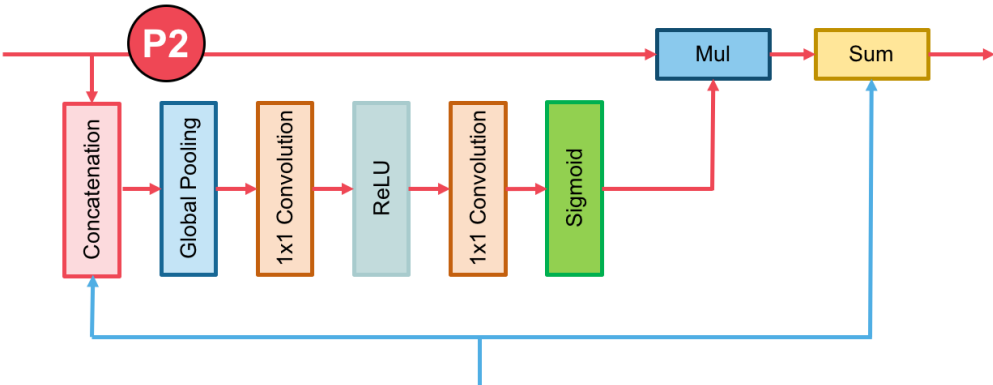 P2
Mul
Sum
Concatenation
Global Pooling
1x1 Convolution
ReLU
1x1 Convolution
Sigmoid